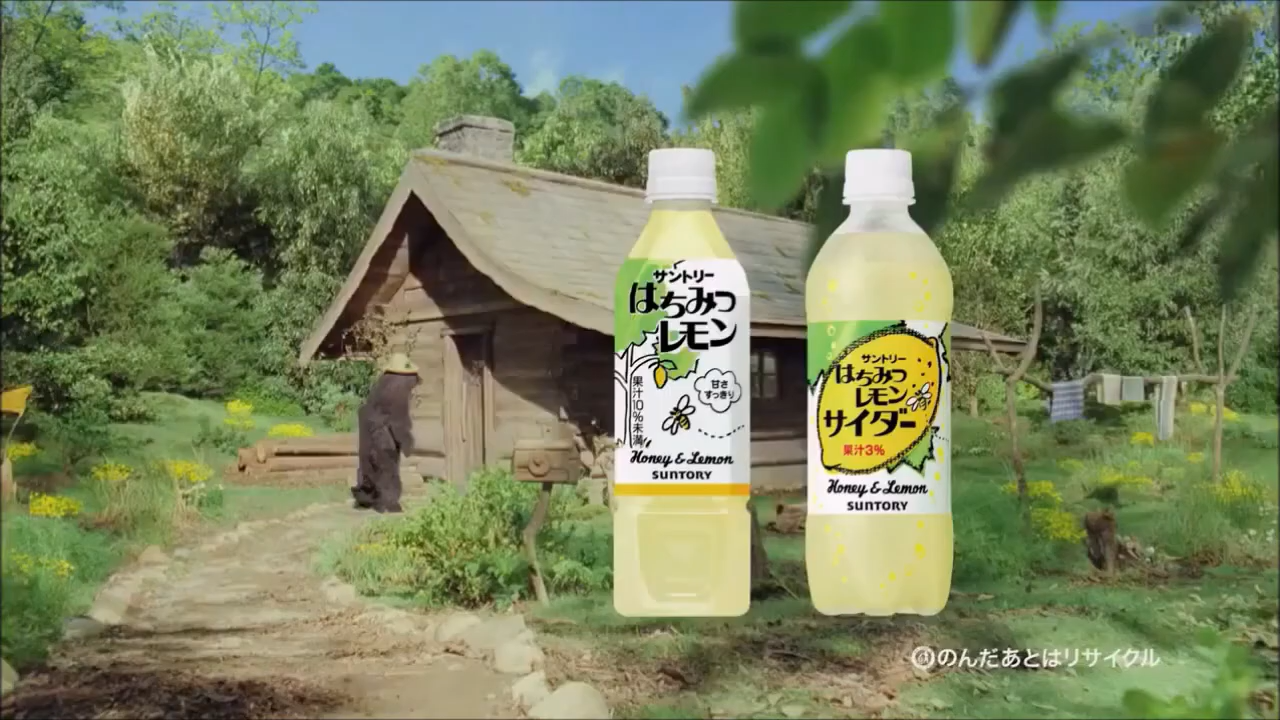 サントリー
はちみつ
レモン
果汁10%未満
甘さ
すっきり
Honey & Lemon
SUNTORY
サントリー
はちみつ
レモン
サイダー
果汁3%
Honey & Lemon
SUNTORY
のんだあとはリサイクル